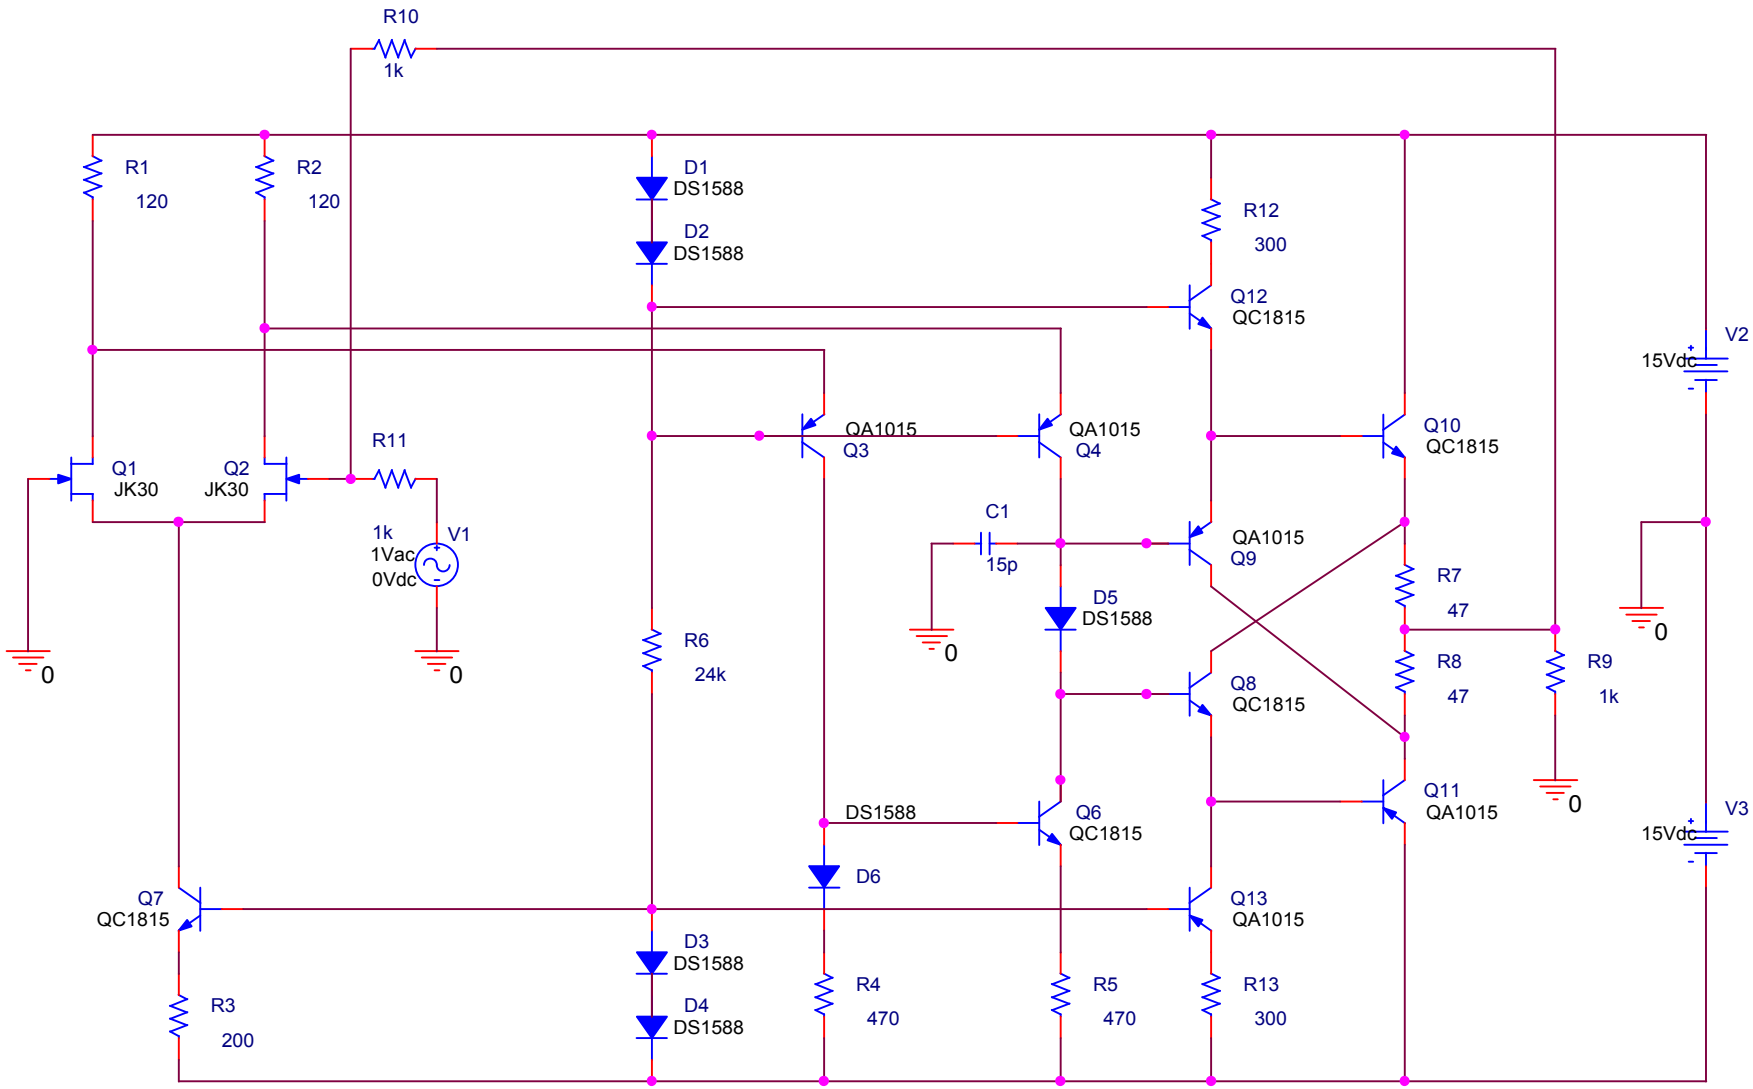 R10
1k
R1
120
R2
120
D1
DS1588
D2
DS1588
R12
300
Q12
QC1815
V2
15Vdc
+
-
Q1
JK30
Q2
JK30
R11
1k
V1
1Vac
0Vdc
+
-
0
0
QA1015
Q3
QA1015
Q4
Q10
QC1815
C1
15p
0
QA1015
Q9
D5
DS1588
R7
47
R8
47
0
R9
1k
0
R6
24k
Q8
QC1815
DS1588
Q6
QC1815
Q11
QA1015
V3
15Vdc
+
-
Q7
QC1815
D6
Q13
QA1015
D3
DS1588
D4
DS1588
R3
200
R4
470
R5
470
R13
300